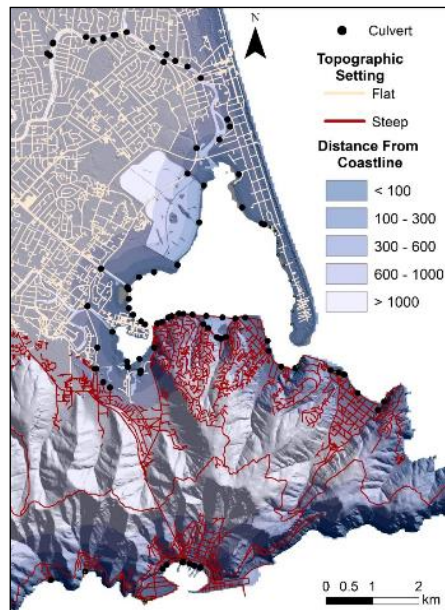 N
Culvert
Topographic
Setting
Flat
Steep
Distance From
Coastline
< 100
100 - 300
300 - 600
600 - 1000
> 1000
0 0.5 1 2
km